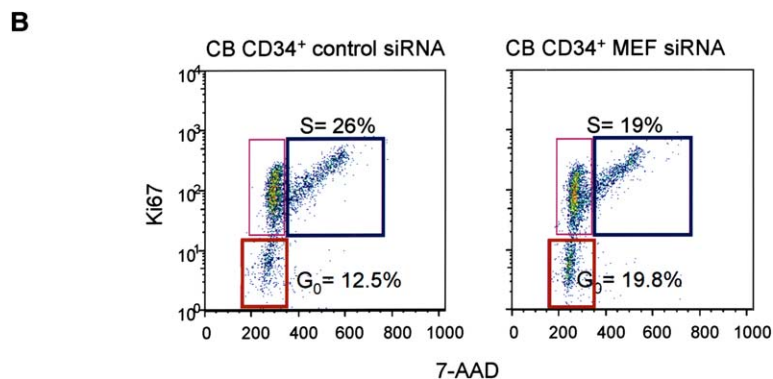 B
CB CD34⁺ control siRNA
CB CD34⁺ MEF siRNA
10⁴
10³
10²
10¹
10⁰
Ki67
S= 26%
G₀= 12.5%
S= 19%
G₀= 19.8%
0 200 400 600 800 1000
0 200 400 600 800 1000
7-AAD